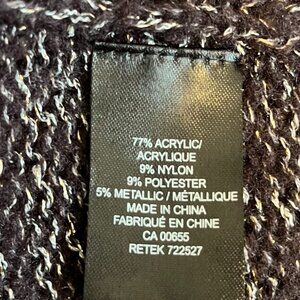 77% ACRYLIC/
ACRYLIQUE
9% NYLON
9% POLYESTER
5% METALLIC / MÉTALLIQUE
MADE IN CHINA
FABRIQUÉ EN CHINE
CA 00655
RETEK 722527